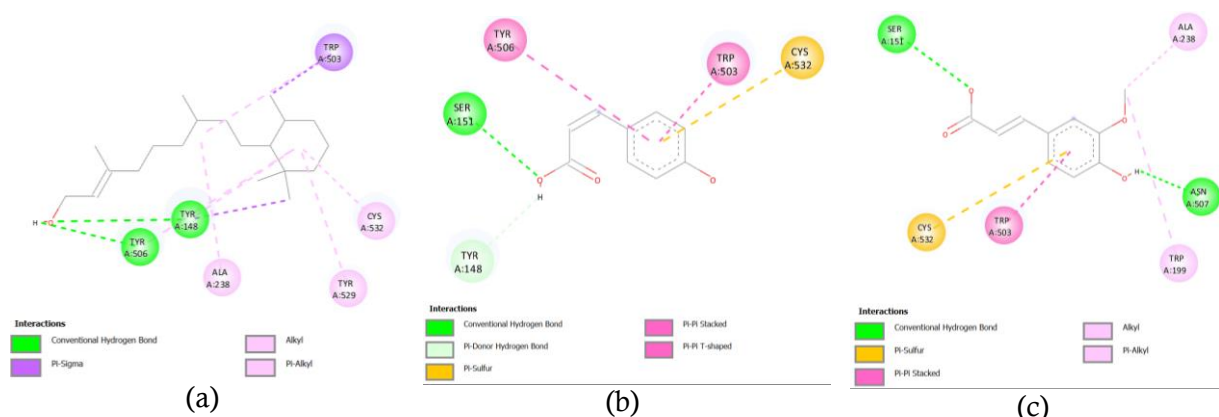 TRP
A:503
H
O
TYR
A:148
TYR
A:506
CYS
A:532
ALA
A:238
TYR
A:529
Interactions
Conventional Hydrogen Bond
Pi-Sigma
Alkyl
Pi-Alkyl
(a)
TYR
A:506
TRP
A:503
CYS
A:532
SER
A:151
O
H
O
O
TYR
A:148
Interactions
Conventional Hydrogen Bond
Pi-Donor Hydrogen Bond
Pi-Sulfur
Pi-Pi Stacked
Pi-Pi T-shaped
(b)
SER
A:151
ALA
A:238
O
O
O
O
H
ASN
A:507
CYS
A:532
TRP
A:503
TRP
A:199
Interactions
Conventional Hydrogen Bond
Pi-Sulfur
Pi-Pi Stacked
Alkyl
Pi-Alkyl
(c)